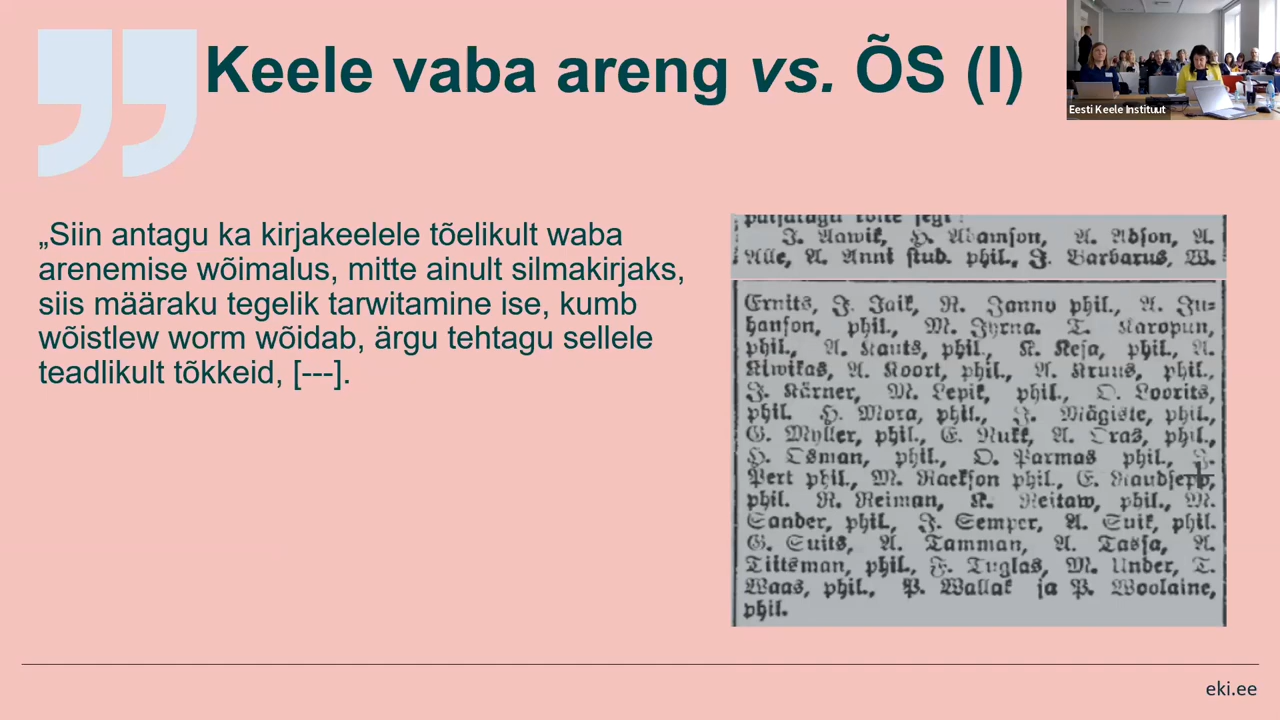 Keele vaba areng vs. ÕS (I)
Eesti Keele Instituut
„Siin antagu ka kirjakeelele tõelikult waba
arenemise wõimalus, mitte ainult silmakirjaks,
siis määraku tegelik tarwitamine ise, kumb
wõistlew worm wõidab, ärgu tehtagu sellele
teadlikult tõkkeid, [---].
J. Aawik, H. Adamson, A. Adson, A.
Alle, A. Anni stud. phil., J. Barbarus, W.
Ernits, J. Jaik, R. Janno phil., A. Ju-
hanson, phil., M. Jyrna. T. Karopun,
phil., A. Kauts, phil., K. Keja, phil., A.
Kiwikas, A. Koort, phil., A. Kruus, phil.,
J. Kärner, M. Lepik, phil., O. Loorits,
phil. H. Mora, phil., J. Mägiste, phil.,
G. Myller, phil., E. Nukk, A. Oras, phil.,
H. Osman, phil., O. Parmas phil., J.
Pert phil., M. Raekson phil., E. Raudsepp,
phil. R. Reiman, K. Reitaw, phil., M.
Sander, phil., J. Semper, A. Suik, phil.
G. Suits, A. Tamman, A. Tassa, A.
Tiitsman, phil., F. Tuglas, M. Under, T.
Waas, phil., P. Wallak ja P. Woolaine,
phil.
eki.ee